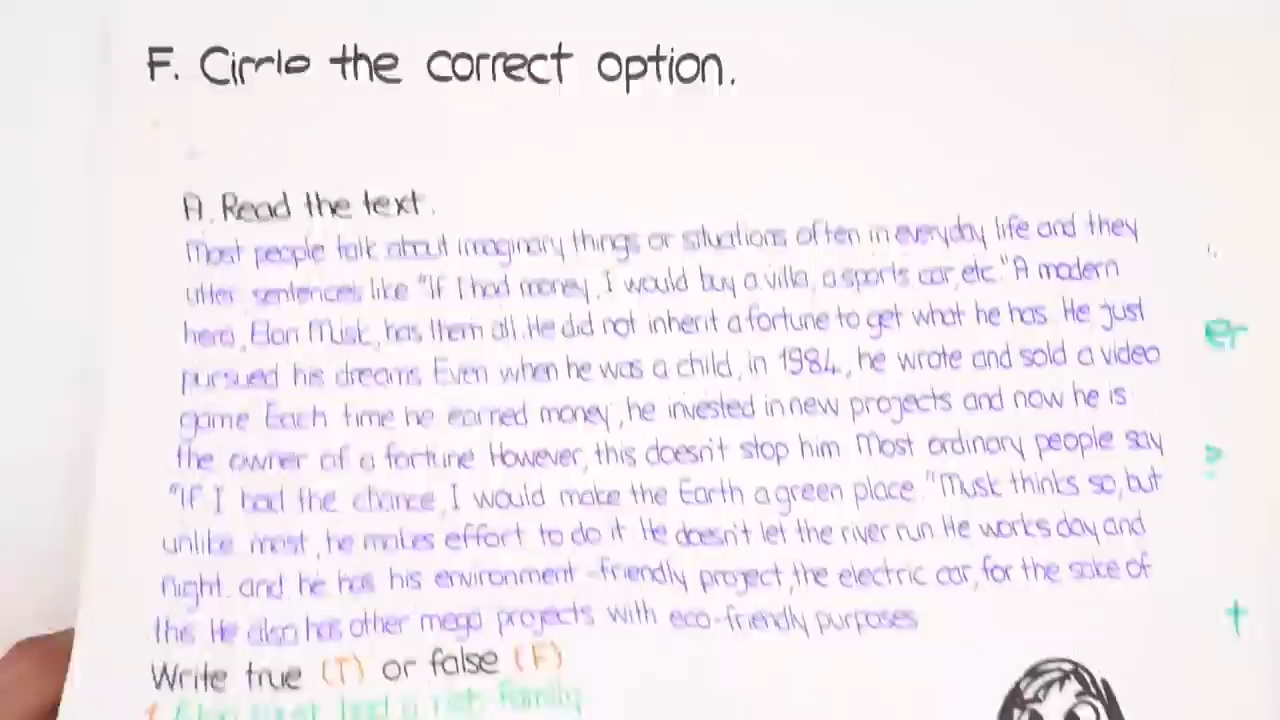 F. Circle the correct option.
A. Read the text.
Most people talk about imaginary things or situations often in everyday life and they
utter sentences like "If I had money, I would buy a villa, a sports car, etc." A modern
hero, Elon Musk, has them all. He did not inherit a fortune to get what he has. He just
pursued his dreams. Even when he was a child, in 1984, he wrote and sold a video
game. Each time he earned money, he invested in new projects and now he is
the owner of a fortune. However, this doesn't stop him. Most ordinary people say
"If I had the chance, I would make the Earth a green place." Musk thinks so, but
unlike most, he makes effort to do it. He doesn't let the river run. He works day and
night. and he has his environment-friendly project, the electric car, for the sake of
this. He also has other mega projects with eco-friendly purposes.
Write true (T) or false (F)
1. Elon Musk had a rich family
er
?
t